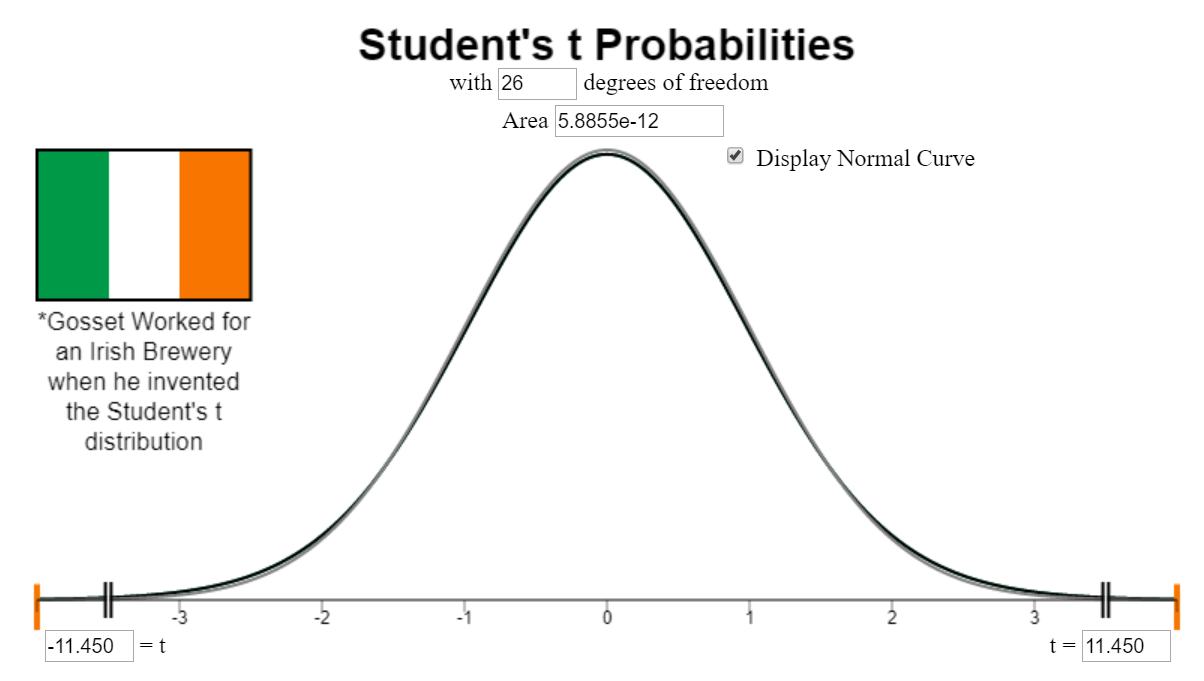 Student's t Probabilities
with 26 degrees of freedom
Area 5.8855e-12
Display Normal Curve
*Gosset Worked for
an Irish Brewery
when he invented
the Student's t
distribution
-3 -2 -1 0 1 2 3
-11.450 = t
t = 11.450